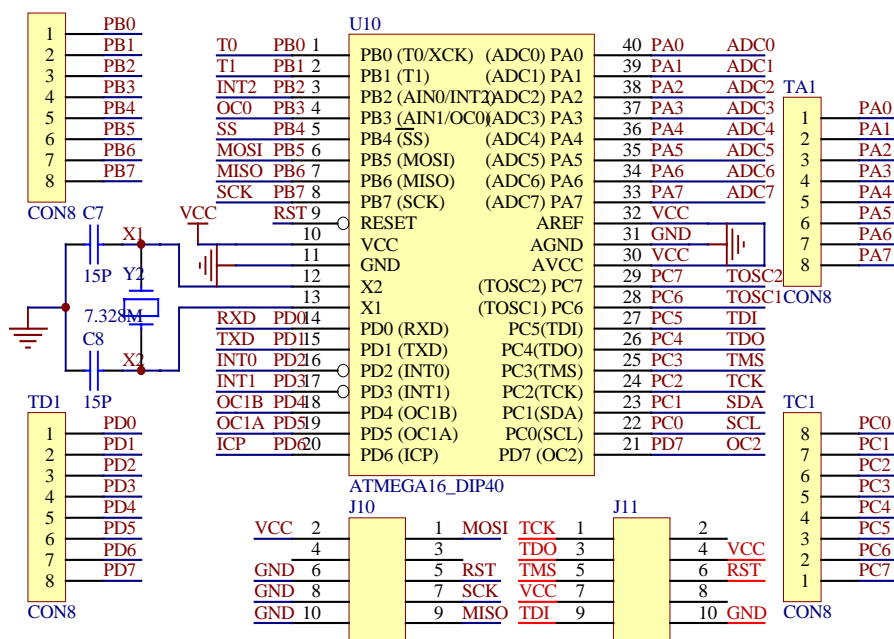 PB0
PB1
PB2
PB3
PB4
PB5
PB6
PB7
1
2
3
4
5
6
7
8
CON8
U10
T0 PB0 1 PB0 (T0/XCK) (ADC0) PA0 40 PA0 ADC0
T1 PB1 2 PB1 (T1) (ADC1) PA1 39 PA1 ADC1
INT2 PB2 3 PB2 (AIN0/INT2) (ADC2) PA2 38 PA2 ADC2
OC0 PB3 4 PB3 (AIN1/OC0) (ADC3) PA3 37 PA3 ADC3
SS PB4 5 PB4 (SS) (ADC4) PA4 36 PA4 ADC4
MOSI PB5 6 PB5 (MOSI) (ADC5) PA5 35 PA5 ADC5
MISO PB6 7 PB6 (MISO) (ADC6) PA6 34 PA6 ADC6
SCK PB7 8 PB7 (SCK) (ADC7) PA7 33 PA7 ADC7
VCC RST 9 RESET AREF 32 VCC
10 VCC AGND 31 GND
11 GND AVCC 30 VCC
12 X2 (TOSC2) PC7 29 PC7 TOSC2
13 X1 (TOSC1) PC6 28 PC6 TOSC1
RXD PD0 14 PD0 (RXD) PC5(TDI) 27 PC5 TDI
TXD PD1 15 PD1 (TXD) PC4(TDO) 26 PC4 TDO
INT0 PD2 16 PD2 (INT0) PC3(TMS) 25 PC3 TMS
INT1 PD3 17 PD3 (INT1) PC2(TCK) 24 PC2 TCK
OC1B PD4 18 PD4 (OC1B) PC1(SDA) 23 PC1 SDA
OC1A PD5 19 PD5 (OC1A) PC0(SCL) 22 PC0 SCL
ICP PD6 20 PD6 (ICP) PD7 (OC2) 21 PD7 OC2
ATMEGA16_DIP40
TA1
1 PA0
2 PA1
3 PA2
4 PA3
5 PA4
6 PA5
7 PA6
8 PA7
CON8
C7
X1
15P
Y2
7.328M
C8
X2
15P
TD1
1 PD0
2 PD1
3 PD2
4 PD3
5 PD4
6 PD5
7 PD6
8 PD7
CON8
J10
VCC 2 1 MOSI
4 3
GND 6 5 RST
GND 8 7 SCK
GND 10 9 MISO
J11
TCK 1 2
TDO 3 4 VCC
TMS 5 6 RST
VCC 7 8
TDI 9 10 GND
TC1
8 PC0
7 PC1
6 PC2
5 PC3
4 PC4
3 PC5
2 PC6
1 PC7
CON8